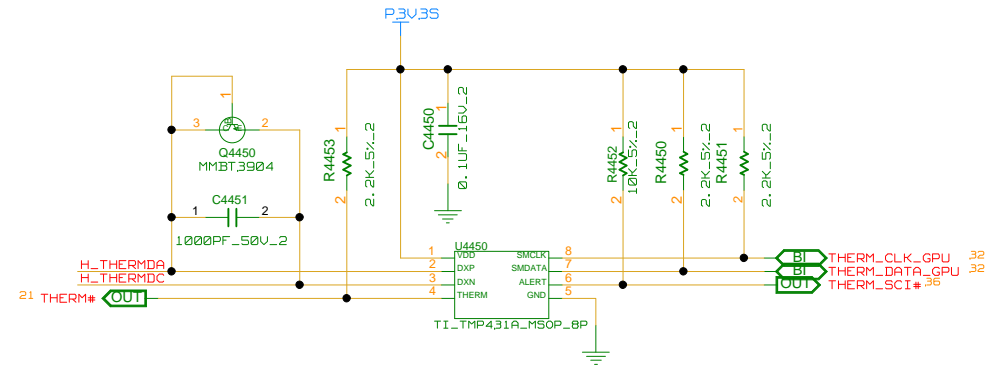 P3V3S
1
3
2
Q4450
MMBT3904
C4451
1
2
1000PF_50V_2
R4453
1
2
2.2K_5%_2
C4450
1
2
0.1UF_16V_2
R4452
1
2
10K_5%_2
R4450
1
2
2.2K_5%_2
R4451
1
2
2.2K_5%_2
H_THERMDA
H_THERMDC
21 THERM# OUT
U4450
1 VDD SMCLK 8
2 DXP SMDATA 7
3 DXN ALERT 6
4 THERM GND 5
TI_TMP431A_MSOP_8P
BI THERM_CLK_GPU 32
BI THERM_DATA_GPU 32
OUT THERM_SCI# 36